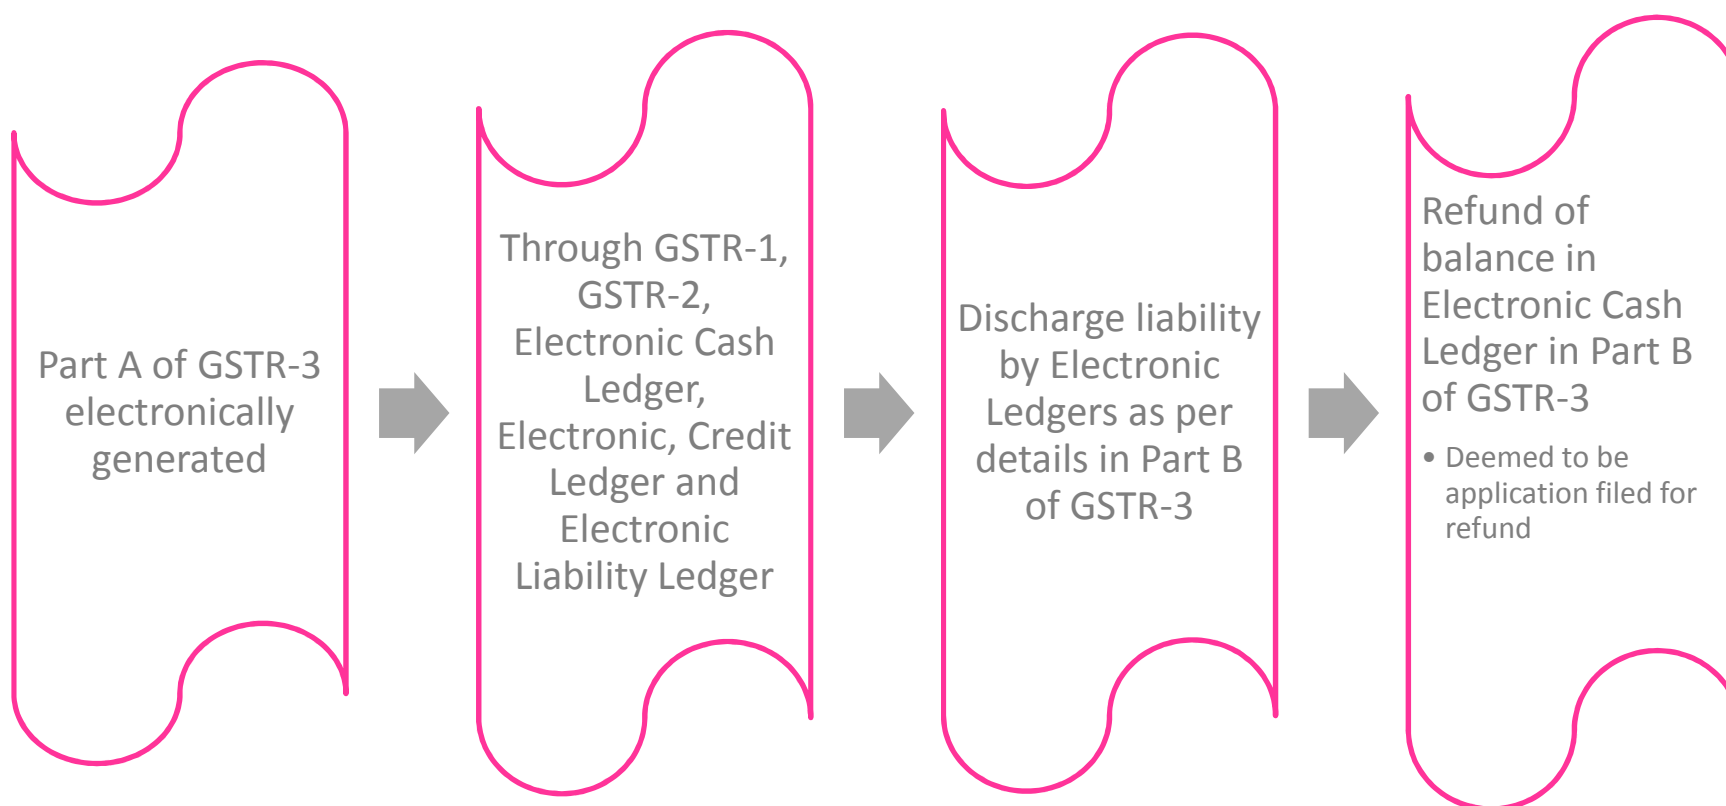 Part A of GSTR-3
electronically
generated
Through GSTR-1,
GSTR-2,
Electronic Cash
Ledger,
Electronic, Credit
Ledger and
Electronic
Liability Ledger
Discharge liability
by Electronic
Ledgers as per
details in Part B
of GSTR-3
Refund of
balance in
Electronic Cash
Ledger in Part B
of GSTR-3
• Deemed to be
application filed for
refund